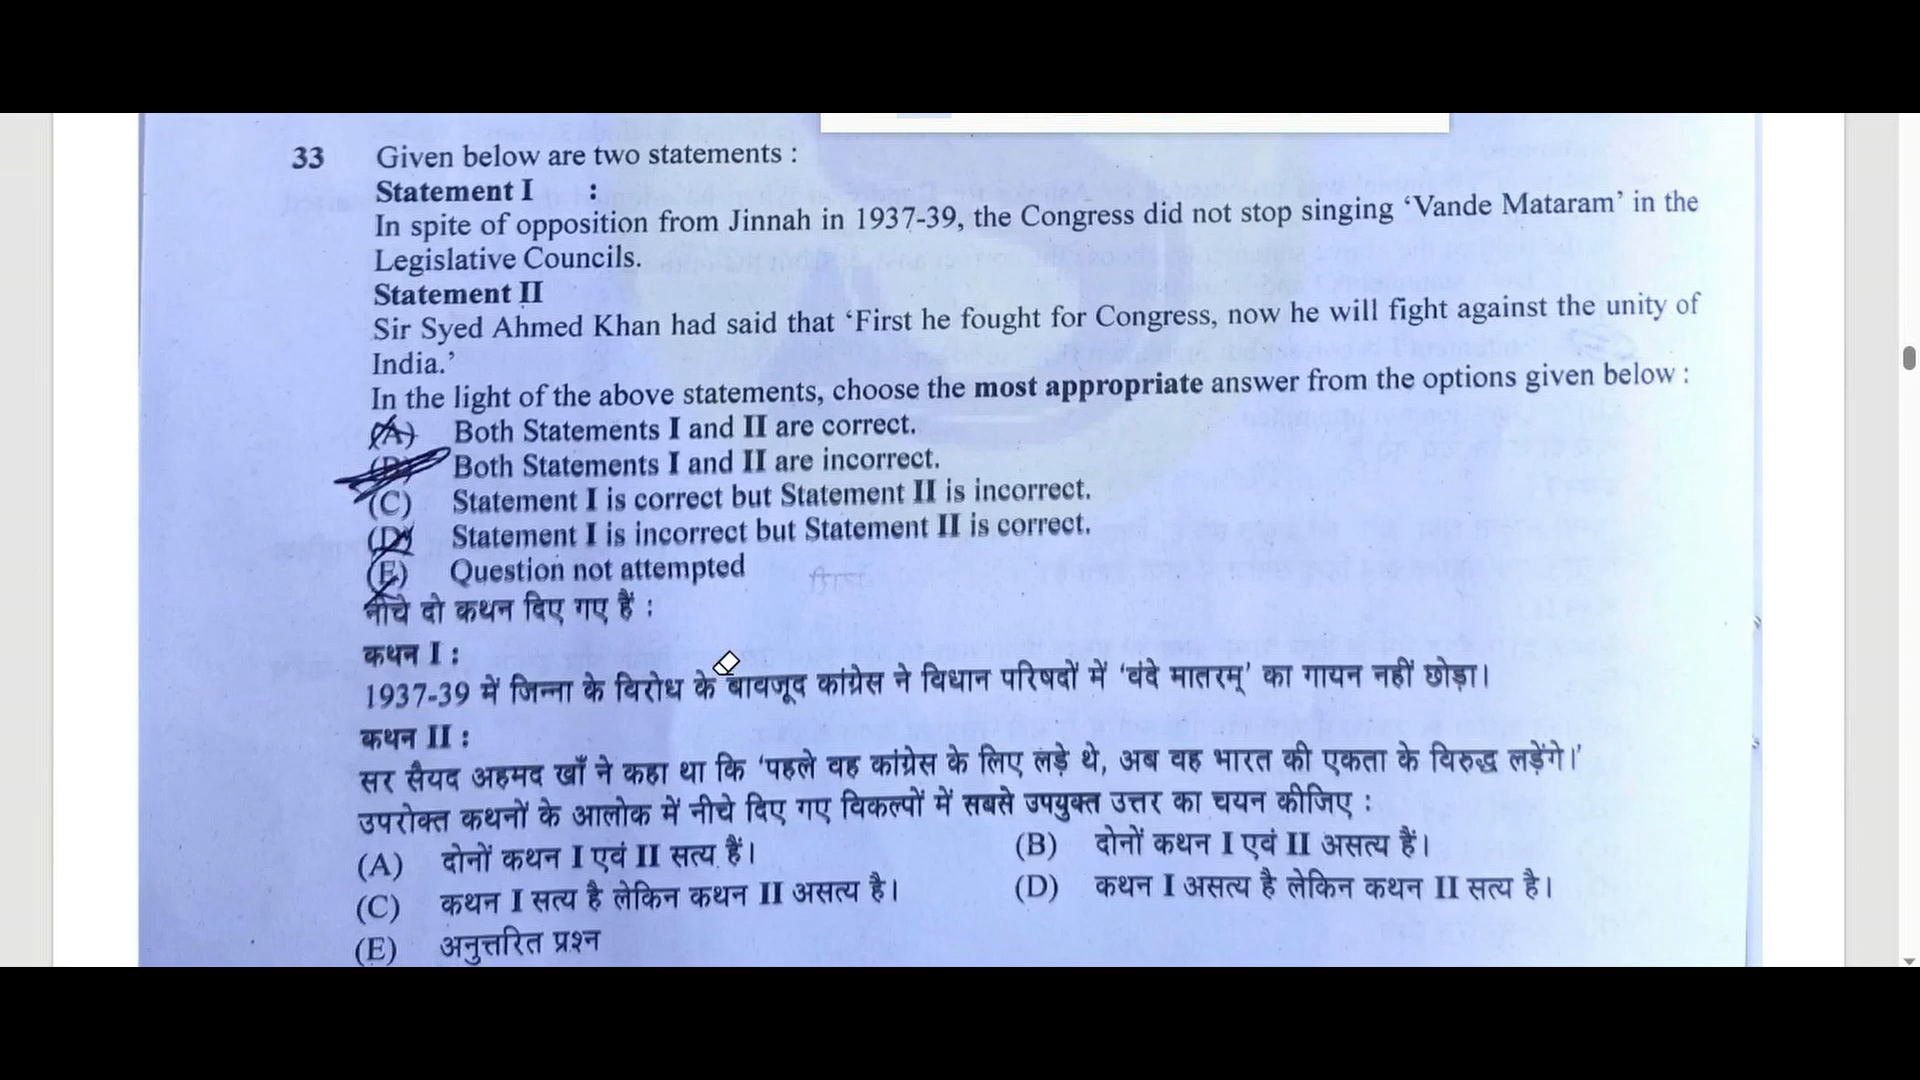 33 Given below are two statements :
Statement I :
In spite of opposition from Jinnah in 1937-39, the Congress did not stop singing ‘Vande Mataram’ in the
Legislative Councils.
Statement II
Sir Syed Ahmed Khan had said that ‘First he fought for Congress, now he will fight against the unity of
India.’
In the light of the above statements, choose the most appropriate answer from the options given below :
(A) Both Statements I and II are correct.
(B) Both Statements I and II are incorrect.
(C) Statement I is correct but Statement II is incorrect.
(D) Statement I is incorrect but Statement II is correct.
(E) Question not attempted
नीचे दो कथन दिए गए हैं :
कथन I :
1937-39 में जिन्ना के विरोध के बावजूद कांग्रेस ने विधान परिषदों में ‘वंदे मातरम्’ का गायन नहीं छोड़ा।
कथन II :
सर सैयद अहमद खाँ ने कहा था कि ‘पहले वह कांग्रेस के लिए लड़े थे, अब वह भारत की एकता के विरुद्ध लड़ेंगे।’
उपरोक्त कथनों के आलोक में नीचे दिए गए विकल्पों में सबसे उपयुक्त उत्तर का चयन कीजिए :
(A) दोनों कथन I एवं II सत्य हैं। (B) दोनों कथन I एवं II असत्य हैं।
(C) कथन I सत्य है लेकिन कथन II असत्य है। (D) कथन I असत्य है लेकिन कथन II सत्य है।
(E) अनुत्तरित प्रश्न